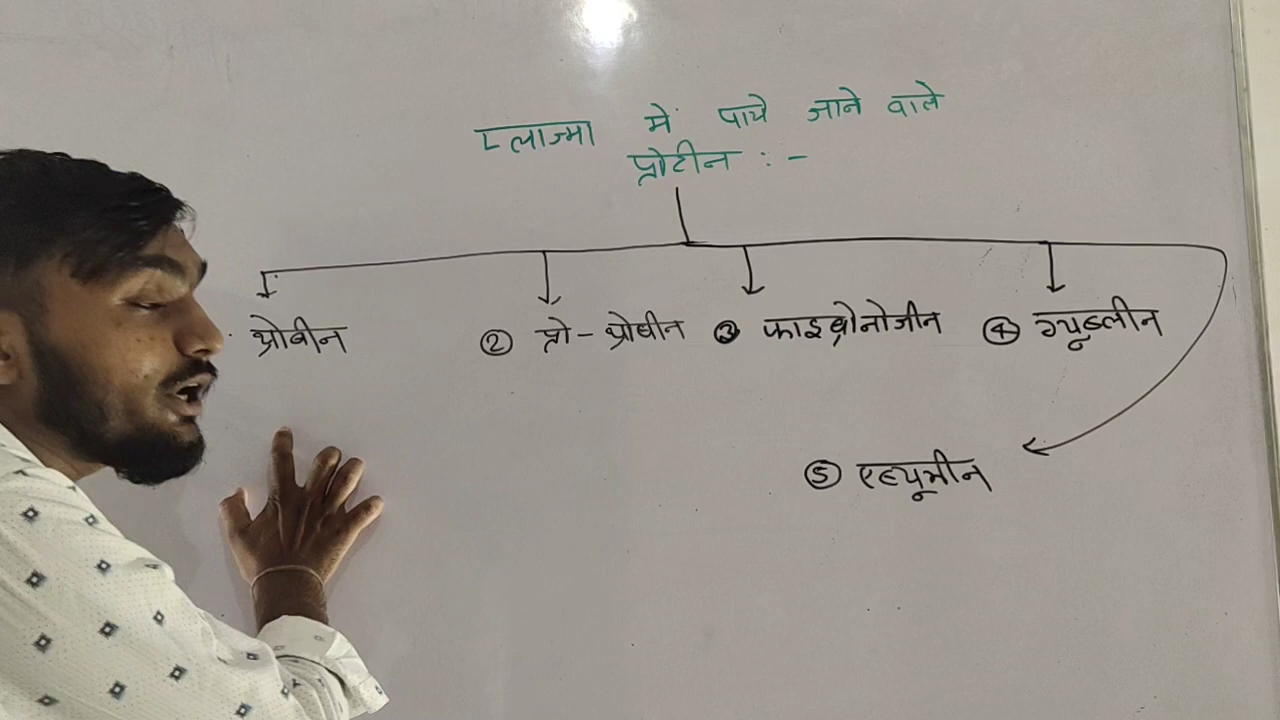 प्लाज्मा में पाये जाने वाले
प्रोटीन : -
थ्रोबीन ② प्रो-थ्रोबीन ③ फाइब्रोनोजीन ④ ग्यूब्लीन
⑤ एल्यूमीन